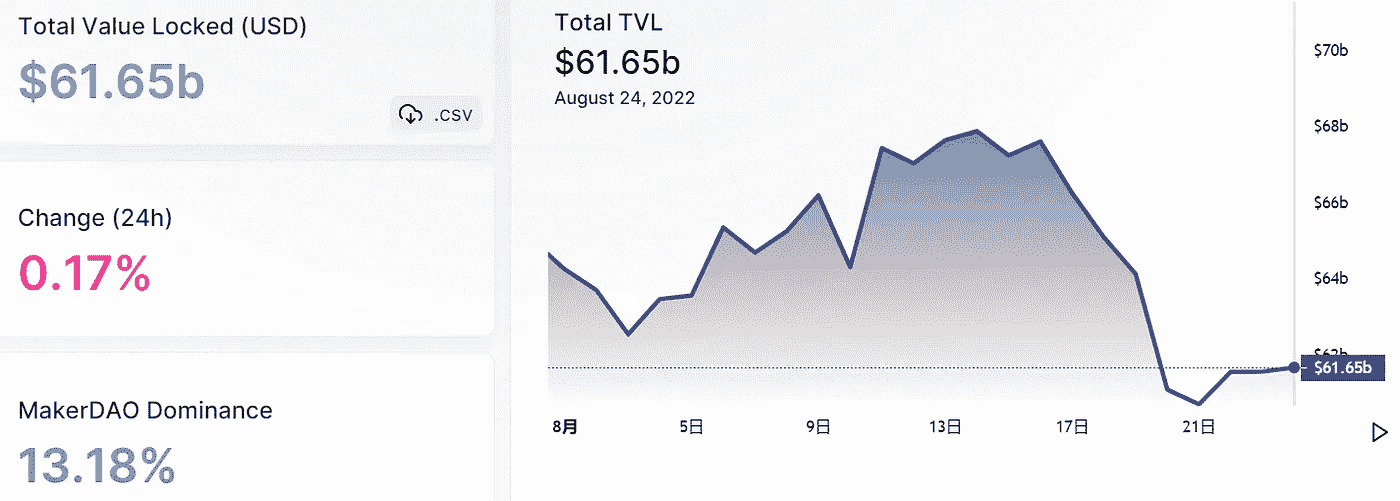 Total Value Locked (USD)
$61.65b
.CSV
Change (24h)
0.17%
MakerDAO Dominance
13.18%
Total TVL
$61.65b
August 24, 2022
$70b
$68b
$66b
$64b
$62b
$61.65b
8月 5日 9日 13日 17日 21日